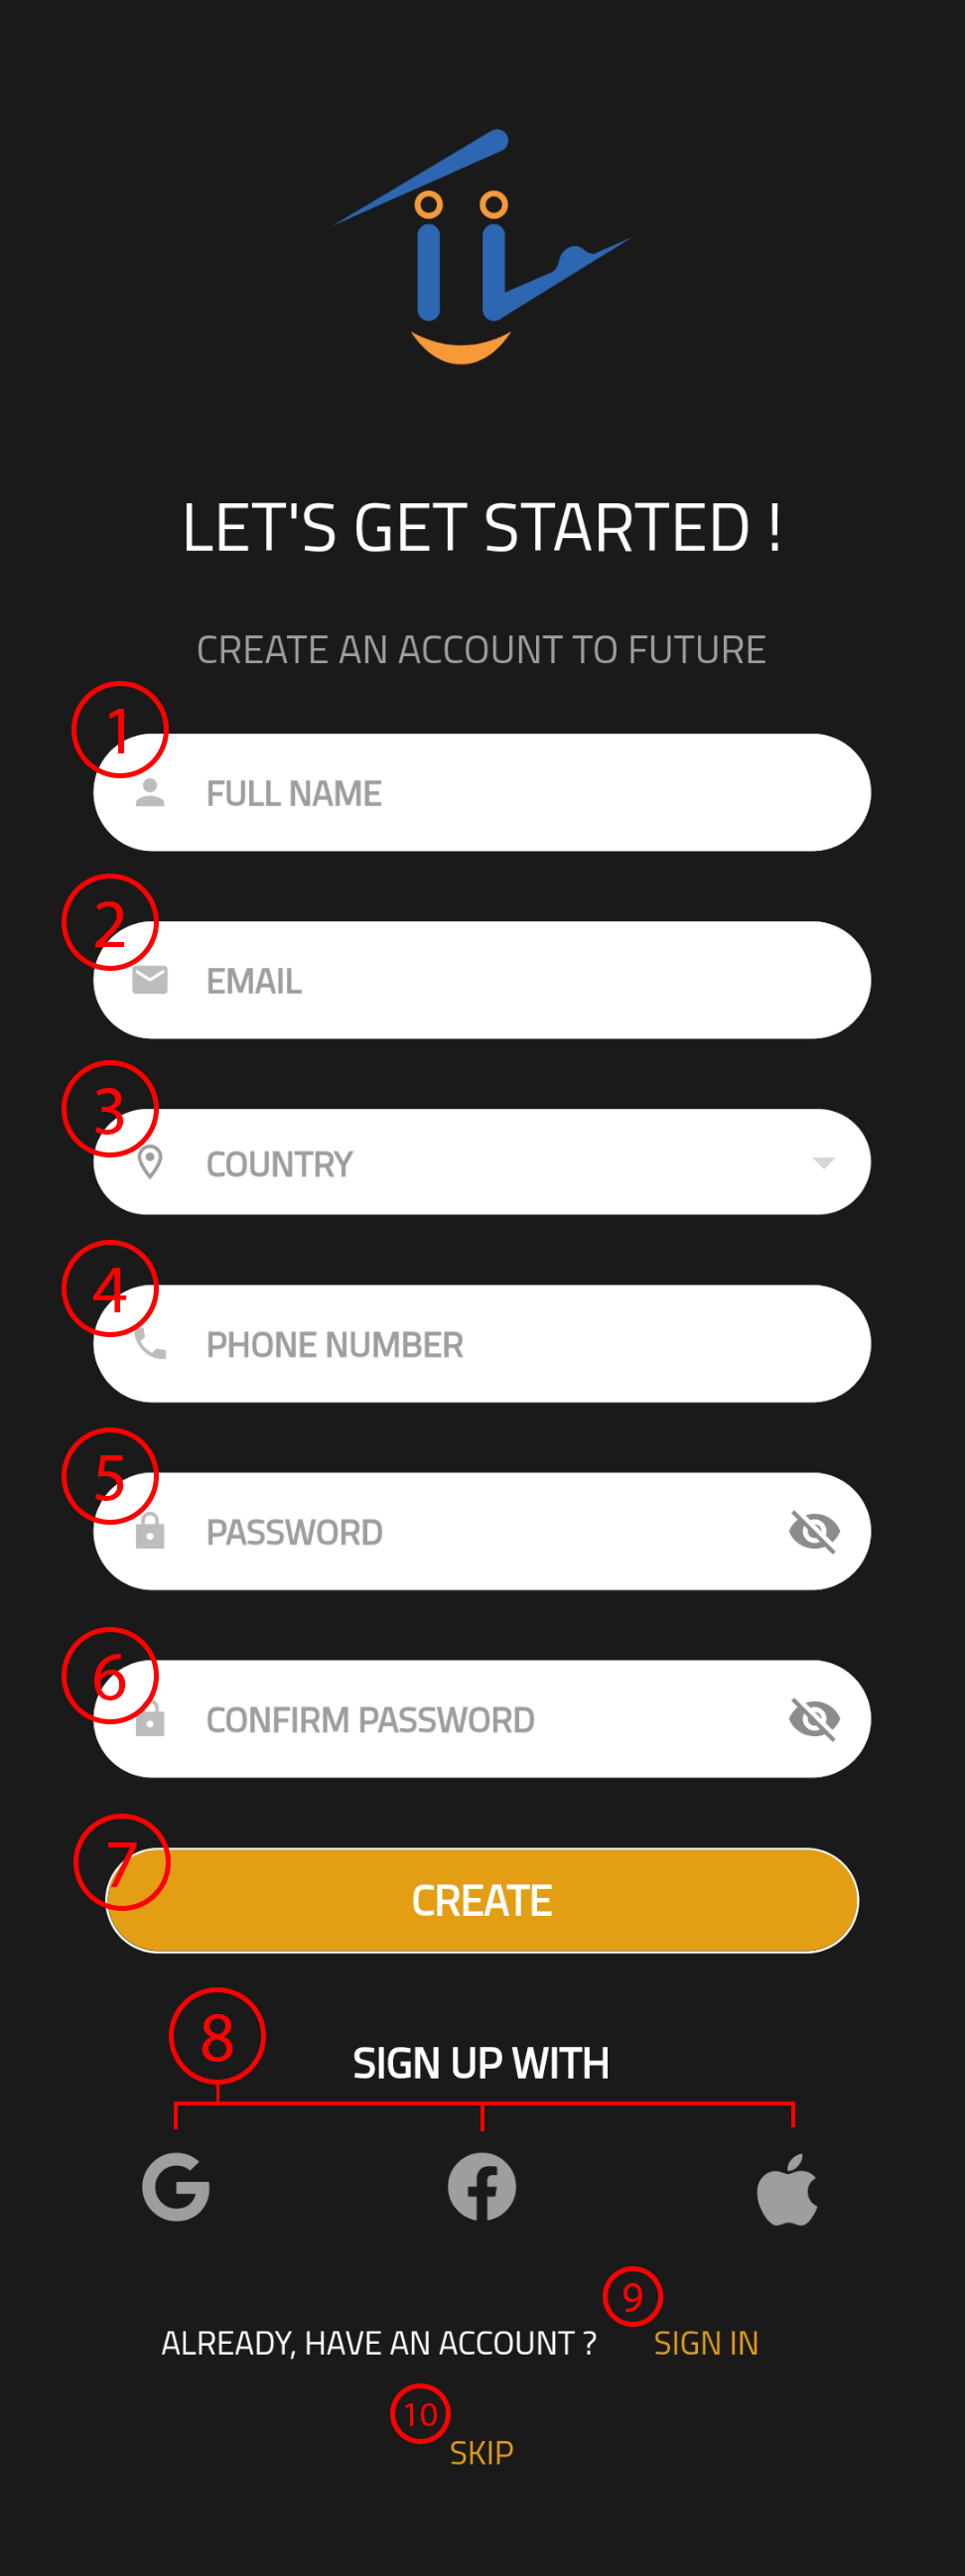 LET'S GET STARTED !
CREATE AN ACCOUNT TO FUTURE
1
FULL NAME
2
EMAIL
3
COUNTRY
4
PHONE NUMBER
5
PASSWORD
6
CONFIRM PASSWORD
7
CREATE
8
SIGN UP WITH
9
ALREADY, HAVE AN ACCOUNT ? SIGN IN
10
SKIP